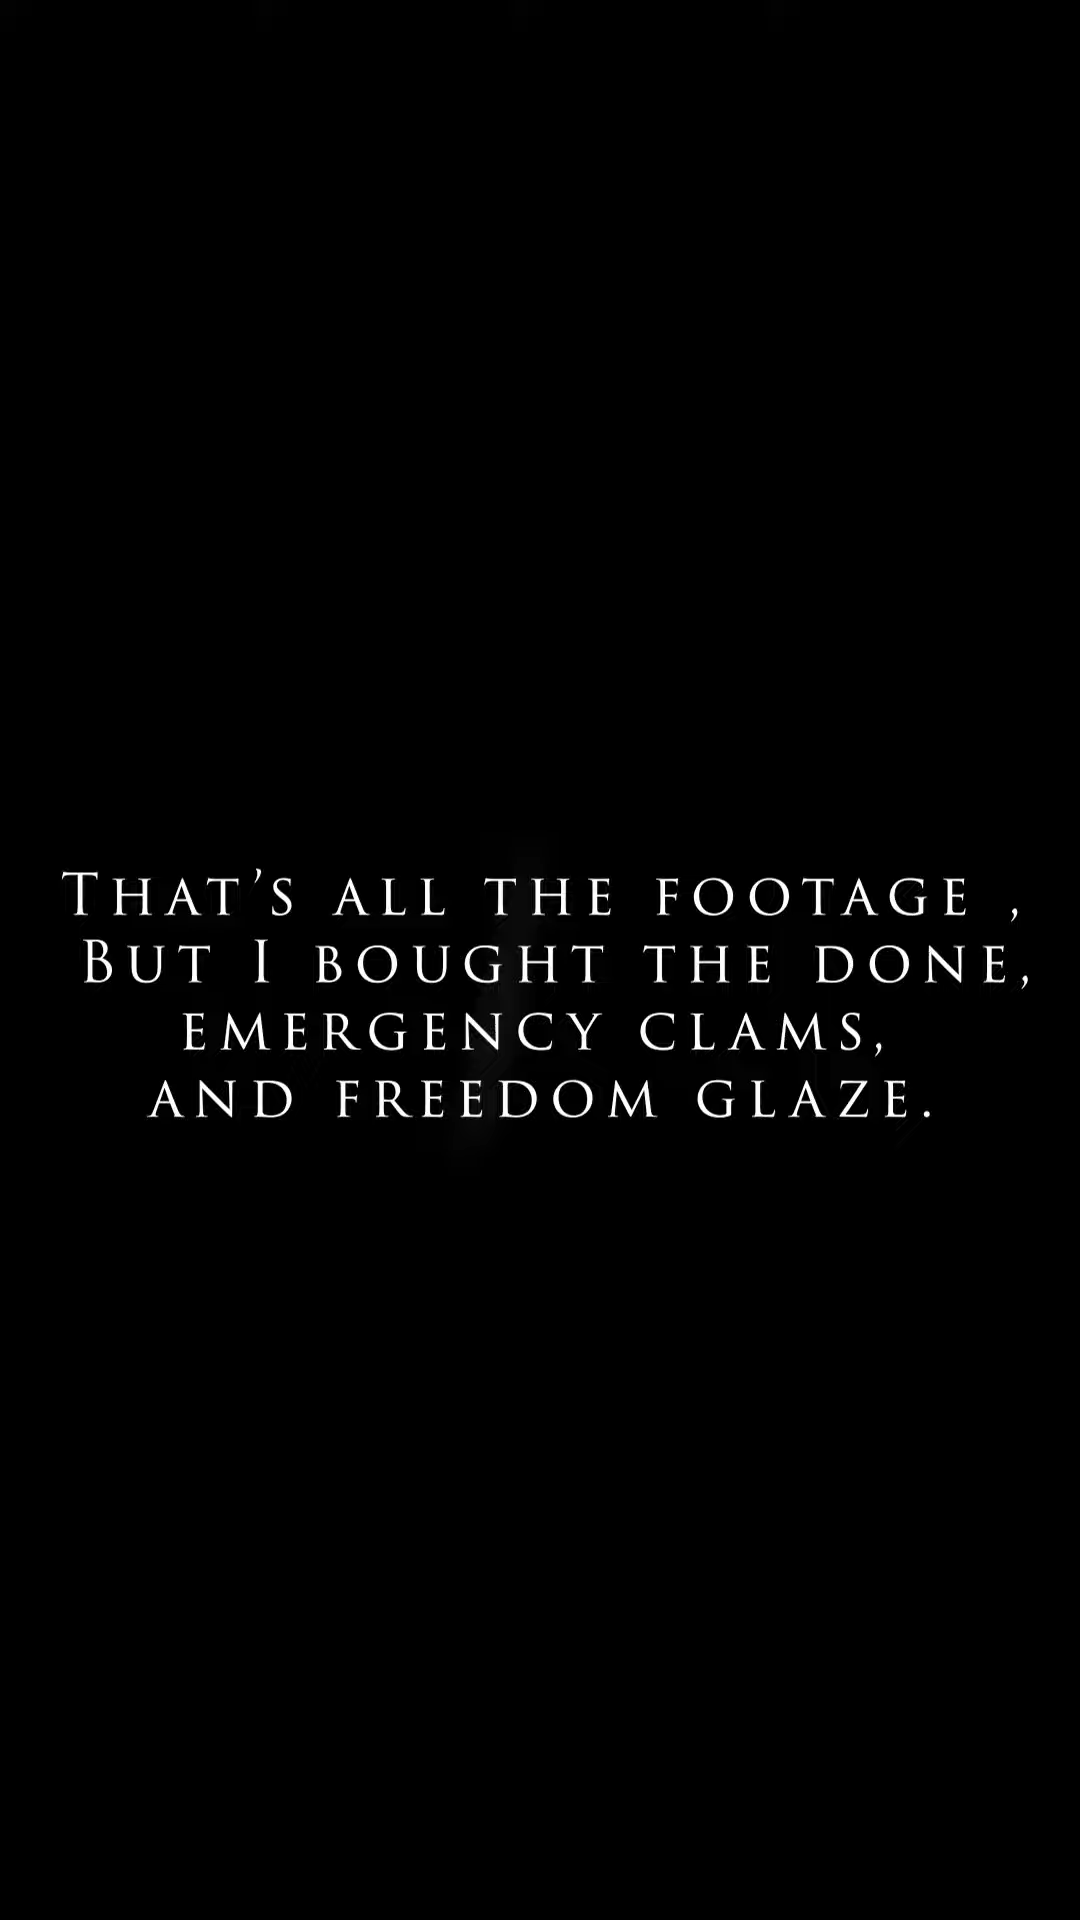 That's all the footage ,
But I bought the done,
emergency clams,
and freedom glaze.